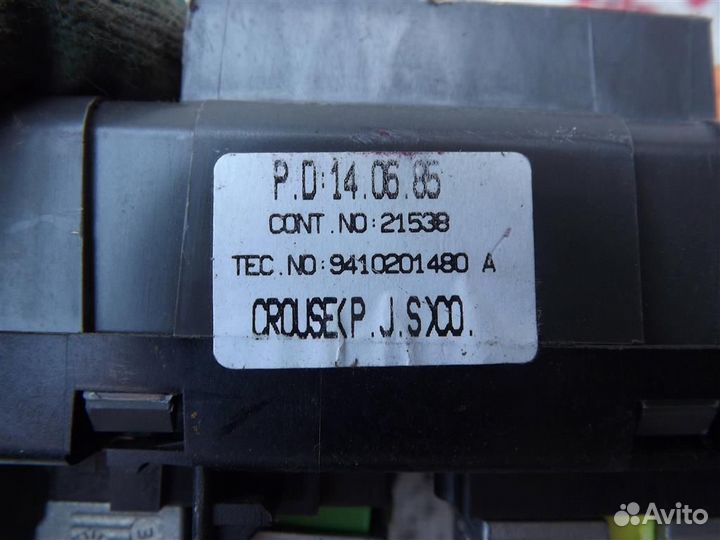 P.D:14.06.85
CONT.NO:21538
TEC.NO:9410201480 A
CROUSE(P.J.S)CO.
Avito